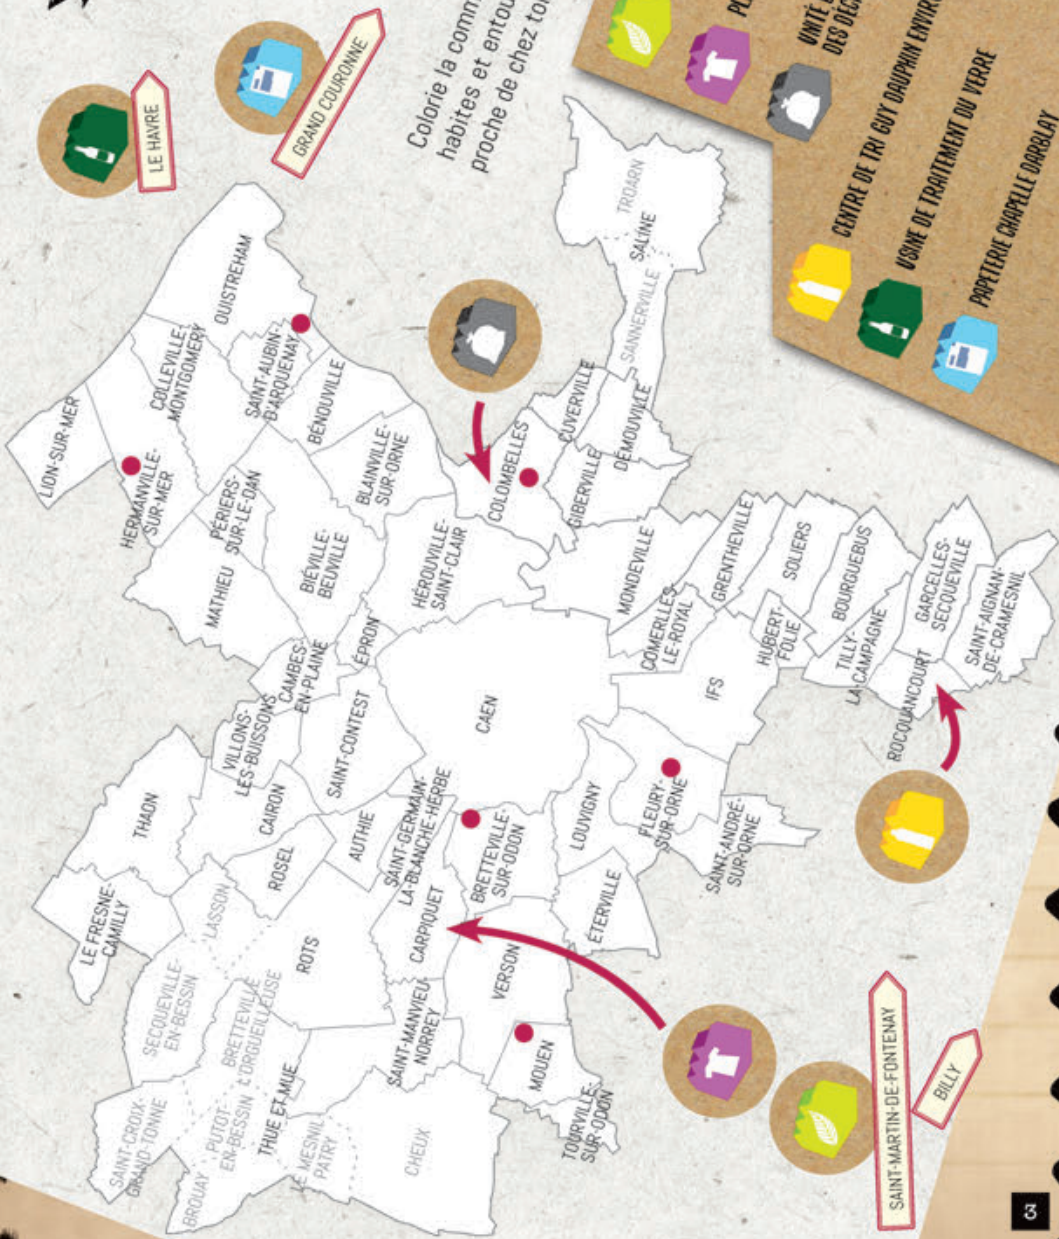 LE HAVRE
GRAND COURONNE
Colorie la comm
habites et entou
proche de chez to
UNITÉ
DES DÉC
CENTRE DE TRI GUY DAUPHIN ENVIR
USINE DE TRAITEMENT DU VERRE
PAPETERIE CHAPELLE DARBLAY
LION-SUR-MER
HERMANVILLE-
SUR-MER
COLLEVILLE-
MONTGOMERY
OUISTREHAM
SAINT-AUBIN-
D'ARQUENAY
BÉNOUVILLE
PÉRIERS-
SUR-LE-DAN
MATHIEU
BIÉVILLE-
BEUVILLE
BLAINVILLE-
SUR-ORNE
HÉROUVILLE-
SAINT-CLAIR
ÉPRON
CAMBES-
EN-PLAINE
VILLONS-
LES-BUISSONS
SAINT-CONTEST
THAON
CAIRON
ROSEL
AUTHIE
LE FRESNE-
CAMILLY
LASSON
SECQUEVILLE-
EN-BESSIN
ROTS
BRETTEVILLE
L'ORGUEILLEUSE
SAINT-CROIX-
GRAND-TONNE
PUTOT-
EN-BESSIN
BROUAY
THUE ET MUE
LE MESNIL
PATRY
CHEUX
SAINT-MANVIEU
NORREY
CARPIQUET
SAINT-GERMAIN-
LA-BLANCHE-HERBE
CAEN
BRETTEVILLE-
SUR-ODON
VERSON
MOUEN
TOURVILLE
SUR-ODON
ÉTERVILLE
LOUVIGNY
FLEURY-
SUR-ORNE
SAINT-ANDRÉ-
SUR-ORNE
IFS
COLOMBELLES
CUVERVILLE
GIBERVILLE
DÉMOUVILLE
SANNERVILLE
SALINE
TROARN
MONDEVILLE
COMERLES-
LE-ROYAL
GRENTHEVILLE
SOLIERS
HUBERT-
FOLIE
BOURGUEBUS
TILLY-
LA-CAMPAGNE
ROCQUANCOURT
GARCELLES-
SECQUEVILLE
SAINT-AIGNAN-
DE-CRAMESNIL
SAINT-MARTIN-DE-FONTENAY
BILLY
3